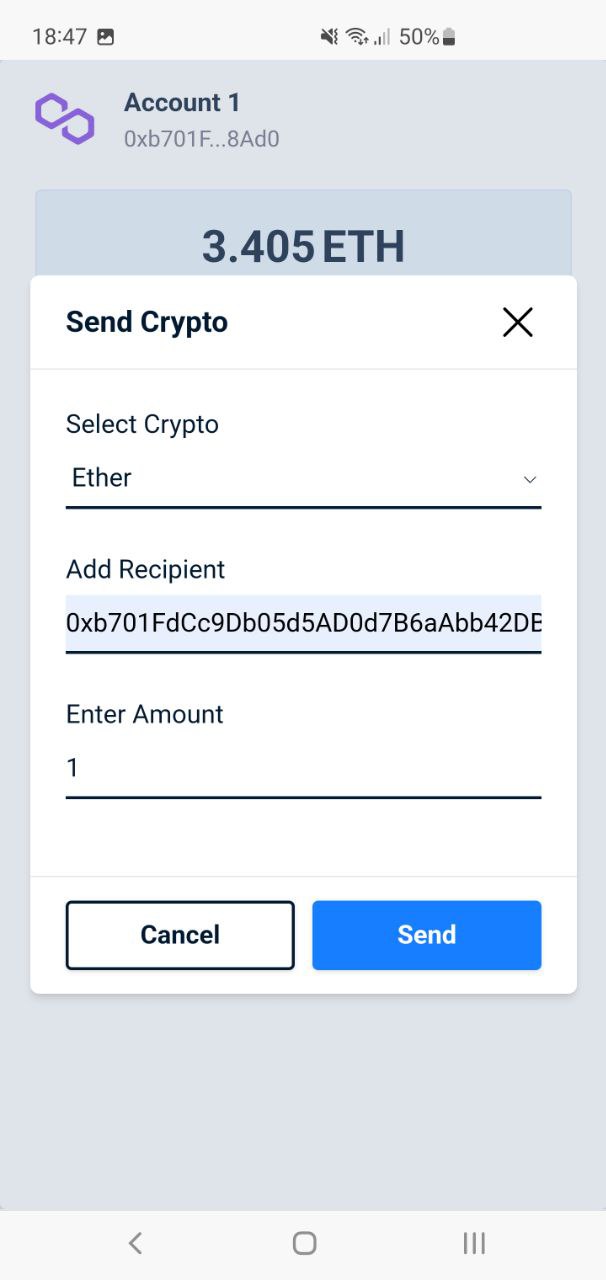 18:47 50%
Account 1
0xb701F...8Ad0
3.405 ETH
Send Crypto
Select Crypto
Ether
Add Recipient
0xb701FdCc9Db05d5AD0d7B6aAbb42DB
Enter Amount
1
Cancel Send